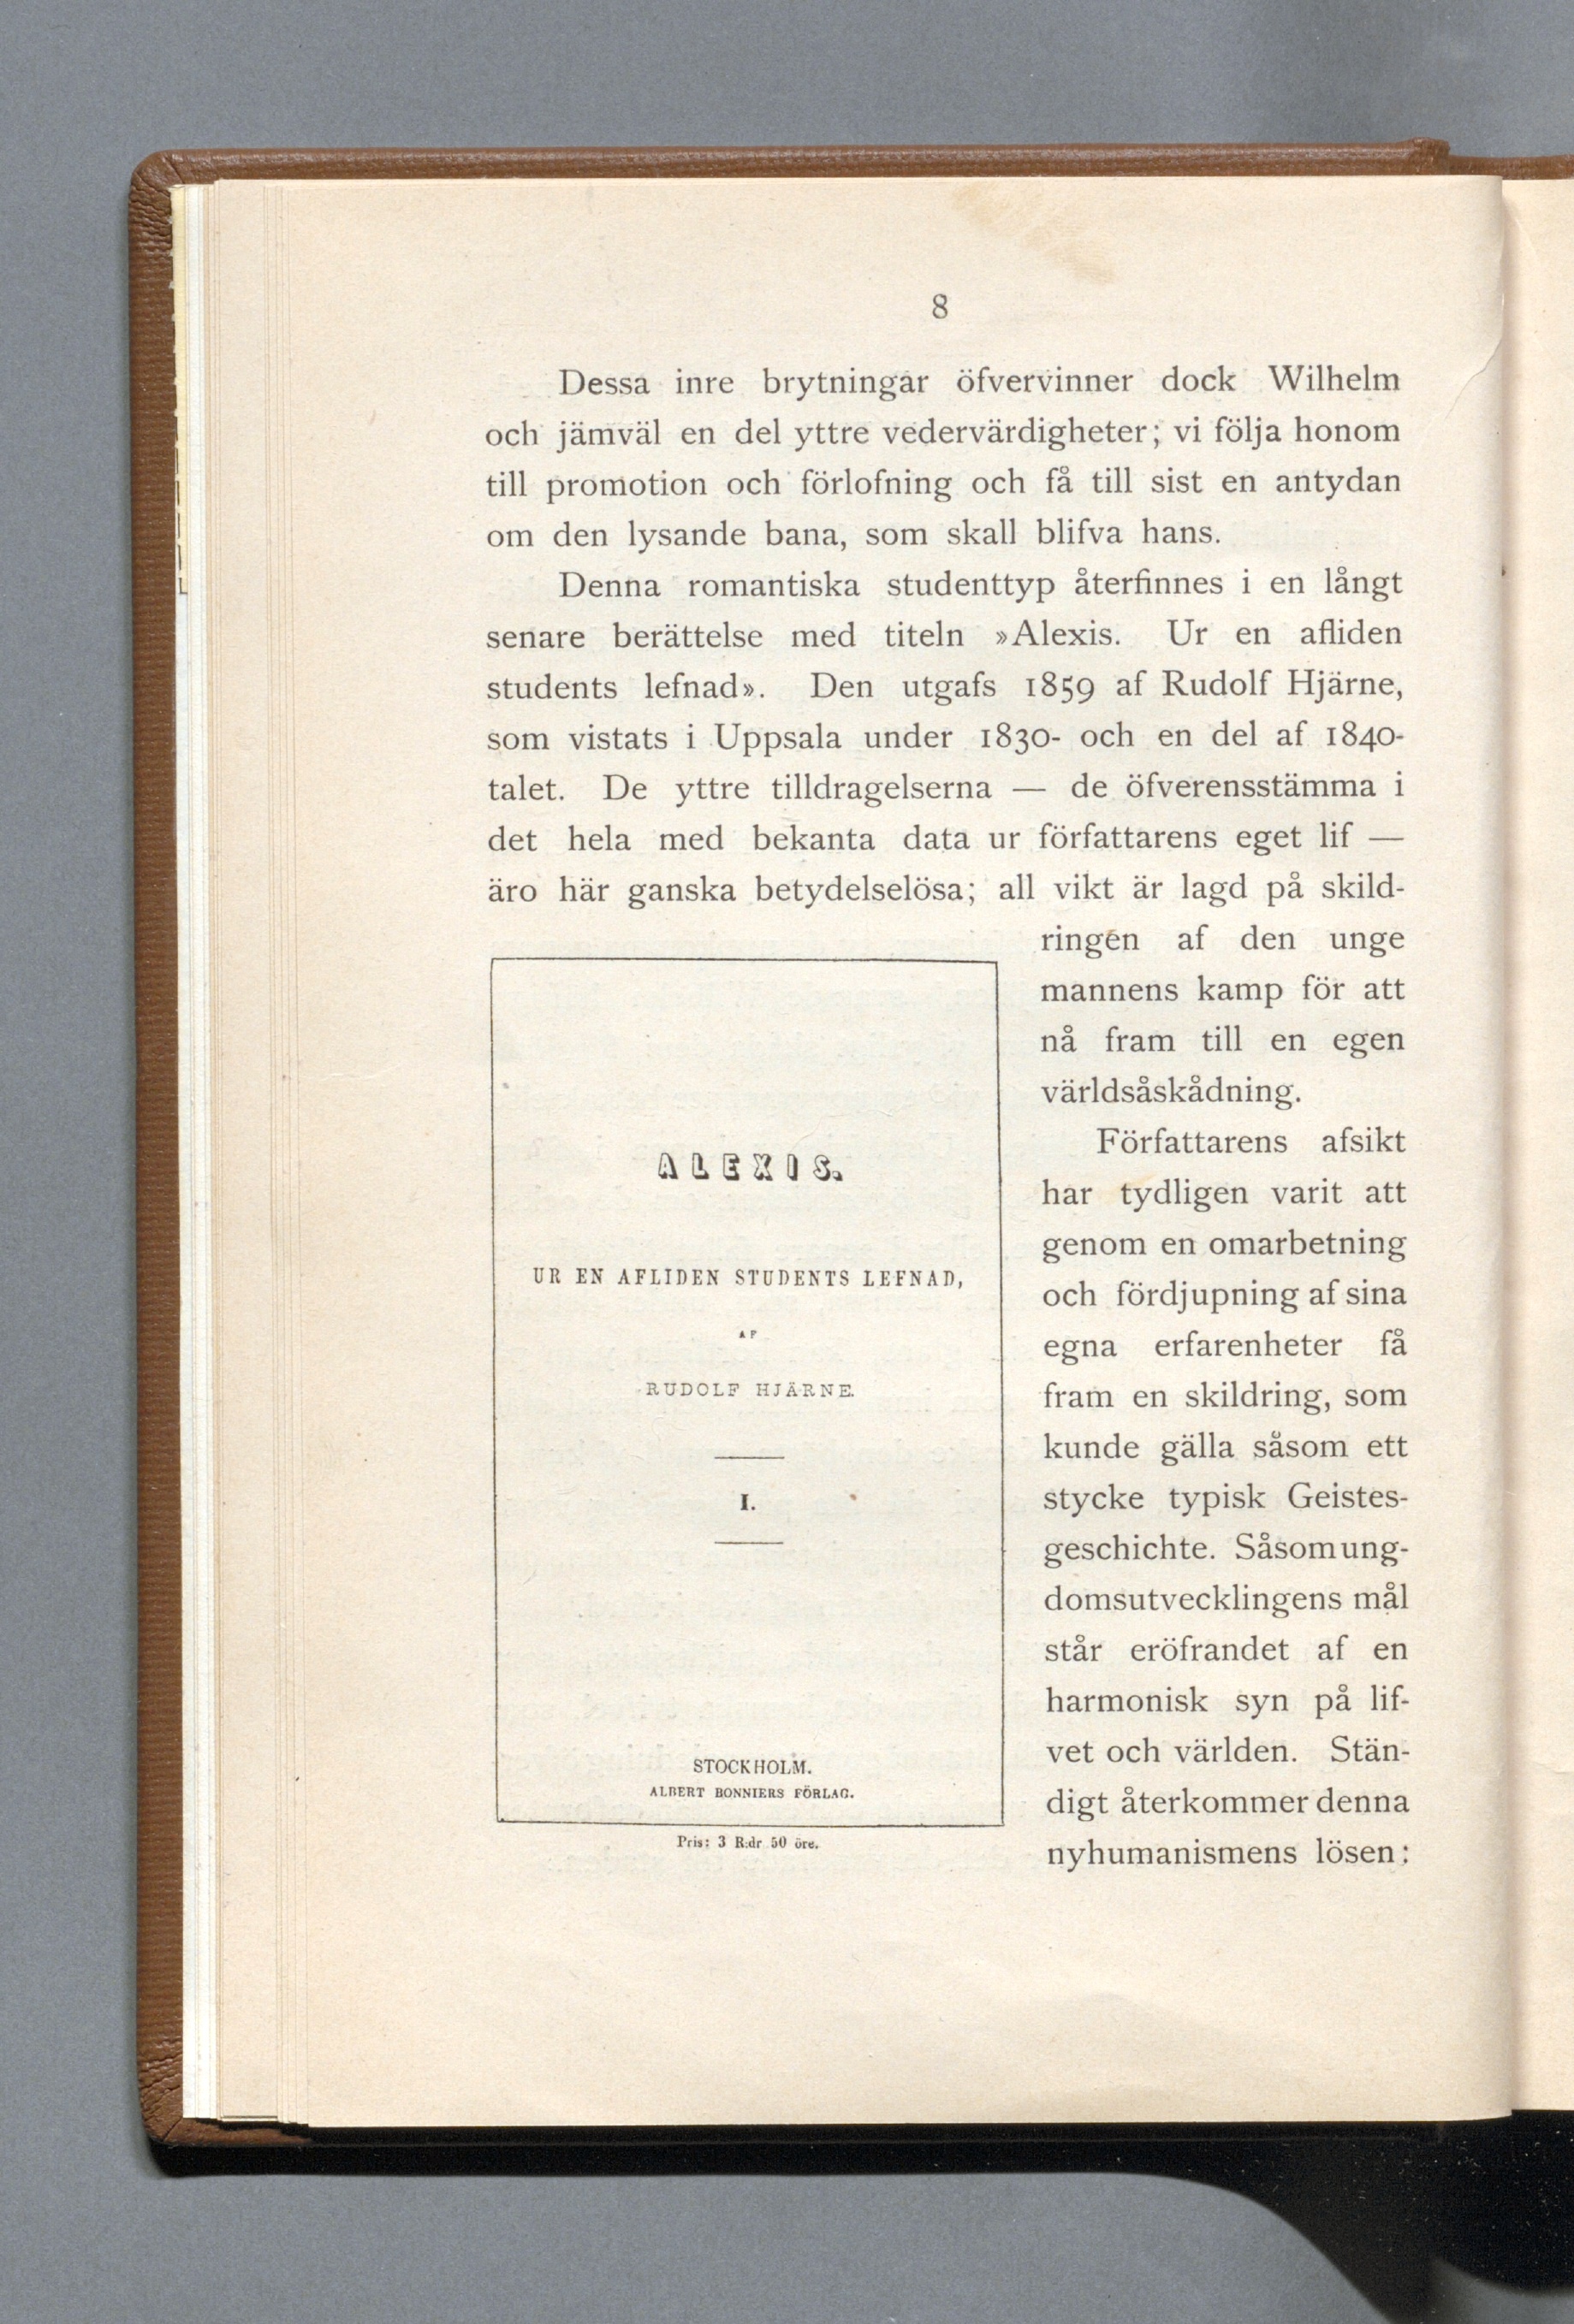 8
Dessa inre brytningar öfvervinner dock Wilhelm
och jämväl en del yttre vedervärdigheter; vi följa honom
till promotion och förlofning och få till sist en antydan
om den lysande bana, som skall blifva hans.
Denna romantiska studenttyp återfinnes i en långt
senare berättelse med titeln »Alexis. Ur en afliden
students lefnad». Den utgafs 1859 af Rudolf Hjärne,
som vistats i Uppsala under 1830- och en del af 1840-
talet. De yttre tilldragelserna — de öfverensstämma i
det hela med bekanta data ur författarens eget lif —
äro här ganska betydelselösa; all vikt är lagd på skild-
ringen af den unge
mannens kamp för att
nå fram till en egen
världsåskådning.
Författarens afsikt
har tydligen varit att
genom en omarbetning
och fördjupning af sina
egna erfarenheter få
fram en skildring, som
kunde gälla såsom ett
stycke typisk Geistes-
geschichte. Såsom ung-
domsutvecklingens mål
står eröfrandet af en
harmonisk syn på lif-
vet och världen. Stän-
digt återkommer denna
nyhumanismens lösen:
ALEXIS.
UR EN AFLIDEN STUDENTS LEFNAD,
AF
RUDOLF HJÄRNE.
I.
STOCKHOLM.
ALBERT BONNIERS FÖRLAG.
Pris: 3 R:dr 50 öre.